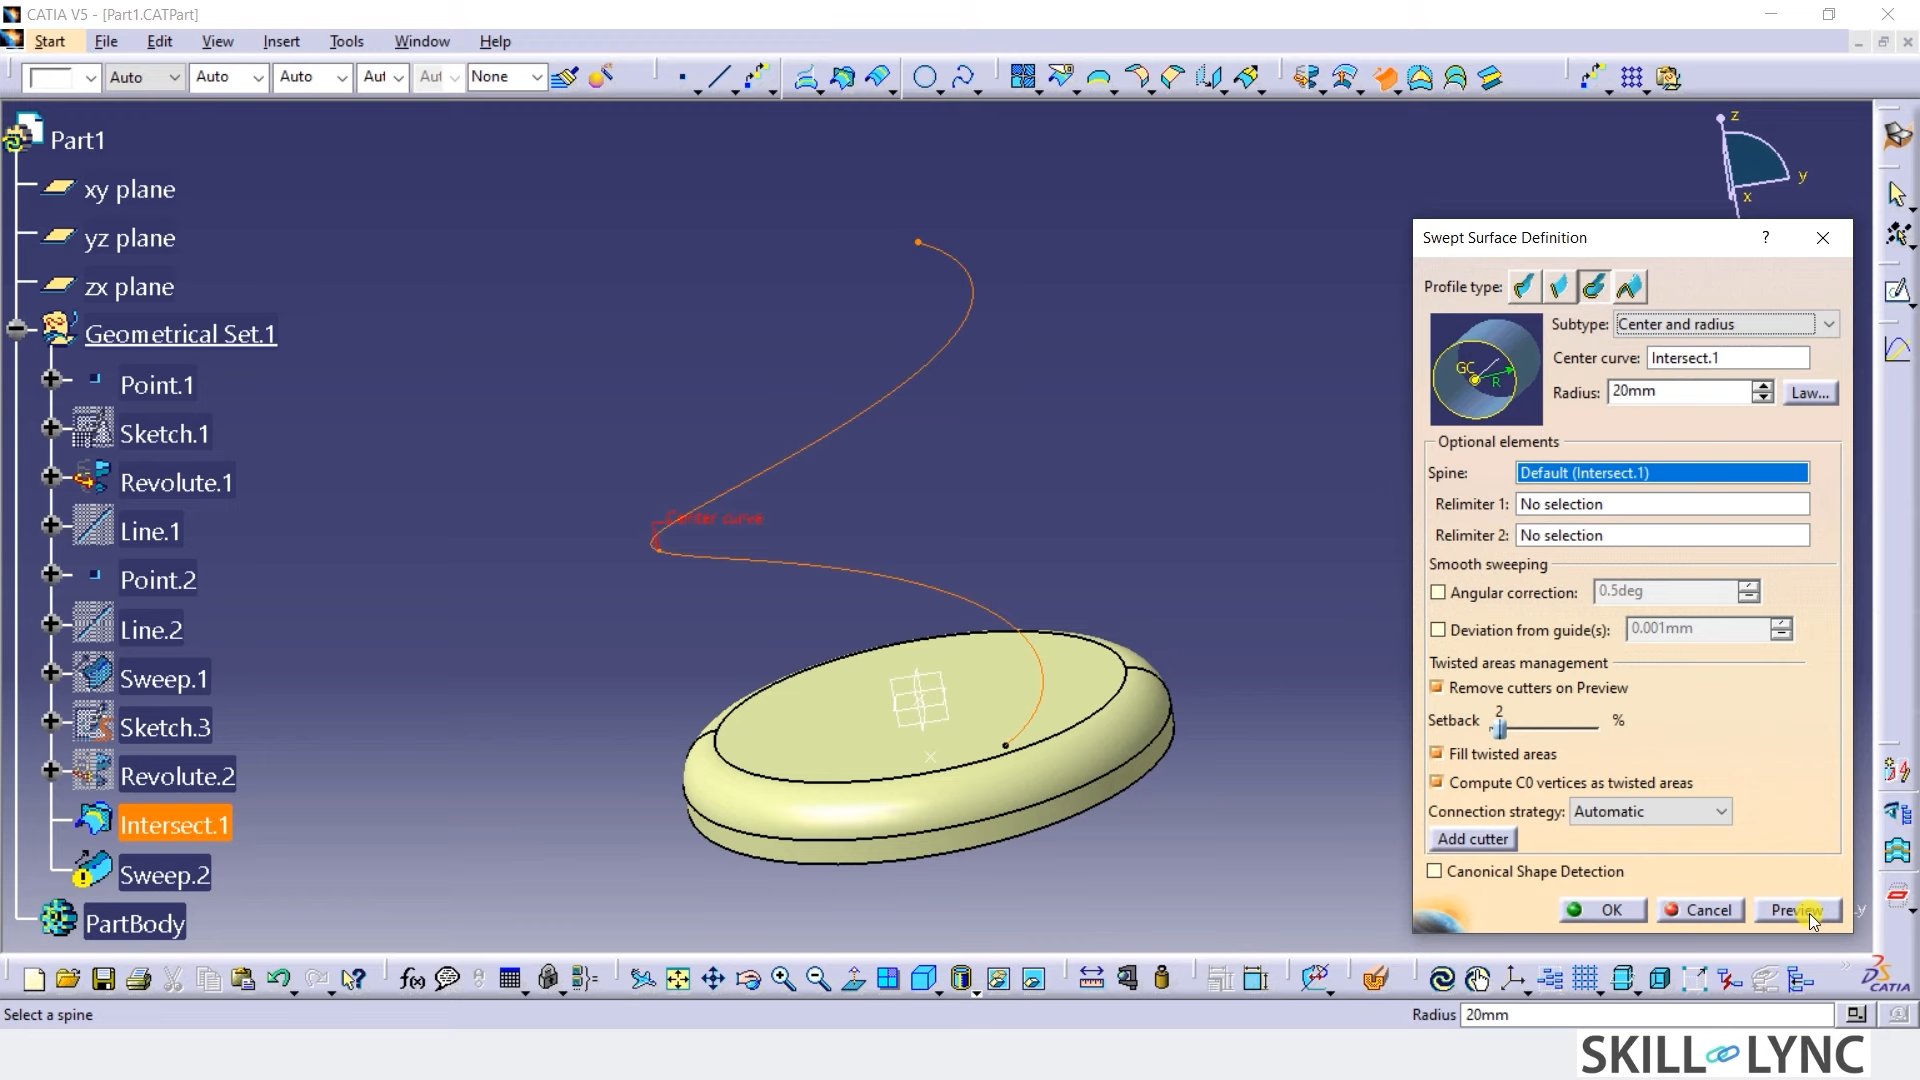 CATIA V5 - [Part1.CATPart]
Start File Edit View Insert Tools Window Help
Auto Auto Auto Aut Aut None
Part1
xy plane
yz plane
zx plane
Geometrical Set.1
Point.1
Sketch.1
Revolute.1
Line.1
Point.2
Line.2
Sweep.1
Sketch.3
Revolute.2
Intersect.1
Sweep.2
PartBody
Center curve
z
y
x
Swept Surface Definition ?
Profile type:
Subtype: Center and radius
GC R
Center curve: Intersect.1
Radius: 20mm Law...
Optional elements
Spine: Default (Intersect.1)
Relimiter 1: No selection
Relimiter 2: No selection
Smooth sweeping
Angular correction: 0.5deg
Deviation from guide(s): 0.001mm
Twisted areas management
Remove cutters on Preview
2
Setback %
Fill twisted areas
Compute C0 vertices as twisted areas
Connection strategy: Automatic
Add cutter
Canonical Shape Detection
OK Cancel Preview
y
f(x)
CATIA
Select a spine
Radius 20mm
SKILL LYNC